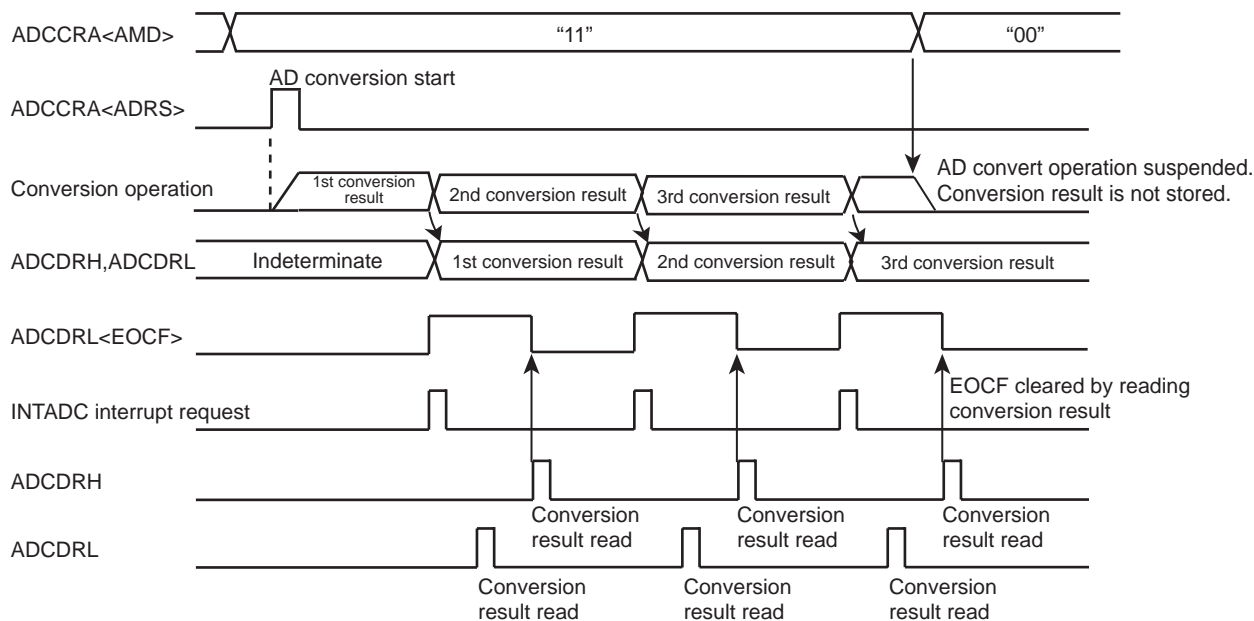 ADCCRA<AMD>
“11”
“00”
AD conversion start
ADCCRA<ADRS>
AD convert operation suspended.
Conversion result is not stored.
Conversion operation
1st conversion
result
2nd conversion result
3rd conversion result
ADCDRH,ADCDRL
Indeterminate
1st conversion result
2nd conversion result
3rd conversion result
ADCDRL<EOCF>
EOCF cleared by reading
conversion result
INTADC interrupt request
ADCDRH
Conversion
result read
Conversion
result read
Conversion
result read
ADCDRL
Conversion
result read
Conversion
result read
Conversion
result read